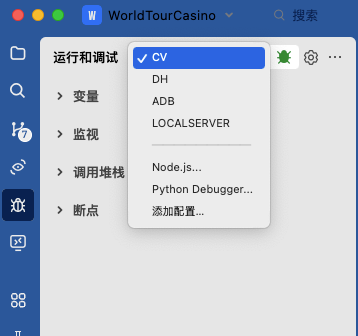 W WorldTourCasino 搜索
运行和调试
✓ CV
DH
ADB
LOCALSERVER
Node.js...
Python Debugger...
添加配置...
变量
监视
调用堆栈
断点
7